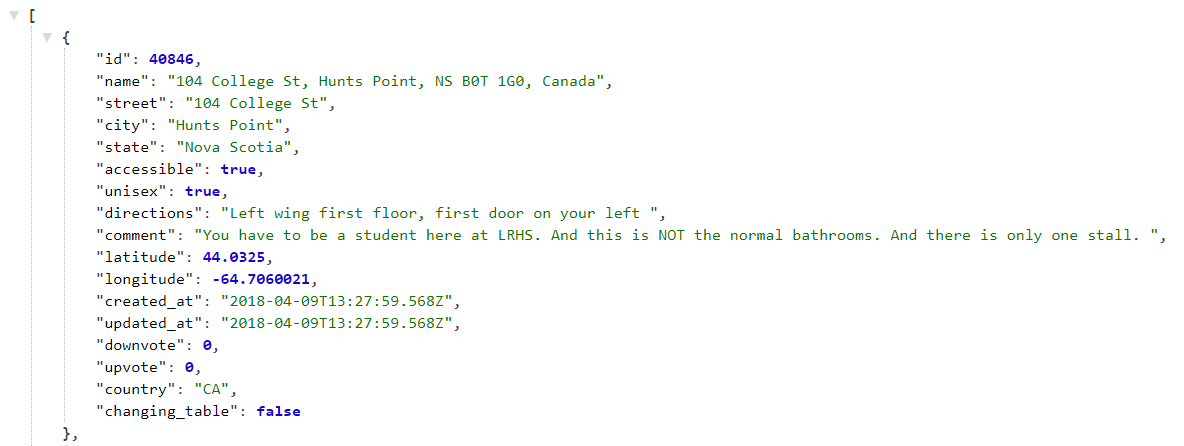 [
{
"id": 40846,
"name": "104 College St, Hunts Point, NS B0T 1G0, Canada",
"street": "104 College St",
"city": "Hunts Point",
"state": "Nova Scotia",
"accessible": true,
"unisex": true,
"directions": "Left wing first floor, first door on your left ",
"comment": "You have to be a student here at LRHS. And this is NOT the normal bathrooms. And there is only one stall. ",
"latitude": 44.0325,
"longitude": -64.7060021,
"created_at": "2018-04-09T13:27:59.568Z",
"updated_at": "2018-04-09T13:27:59.568Z",
"downvote": 0,
"upvote": 0,
"country": "CA",
"changing_table": false
},